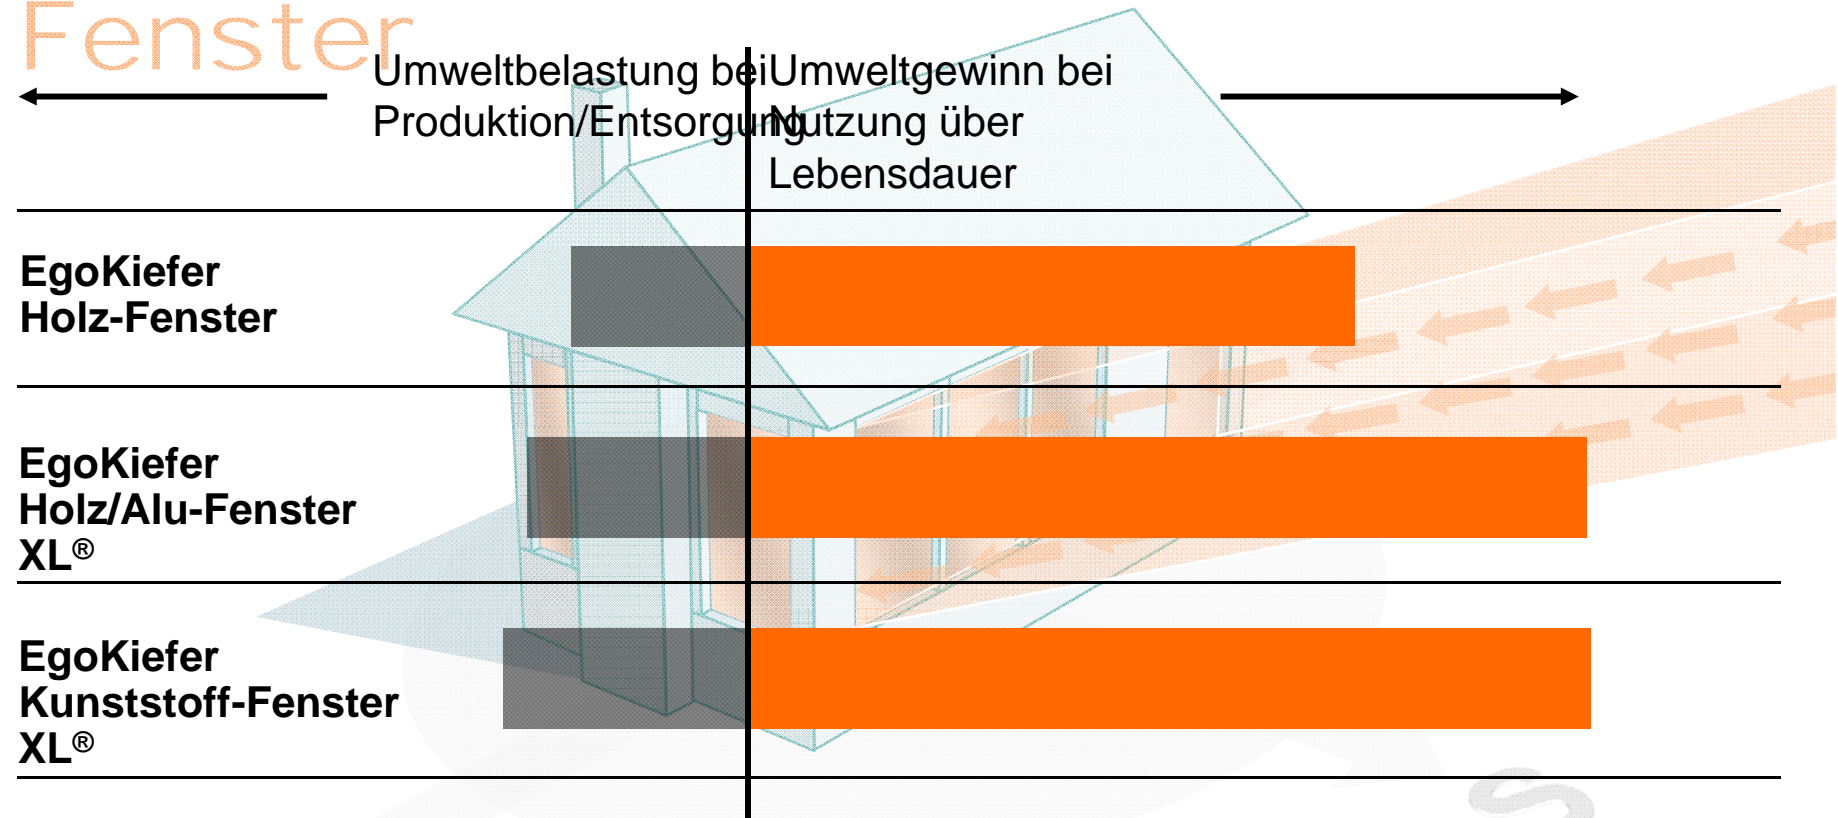 Fenster
Umweltbelastung bei
Produktion/Entsorgung
Umweltgewinn bei
Nutzung über
Lebensdauer
EgoKiefer
Holz-Fenster
EgoKiefer
Holz/Alu-Fenster
XL®
EgoKiefer
Kunststoff-Fenster
XL®